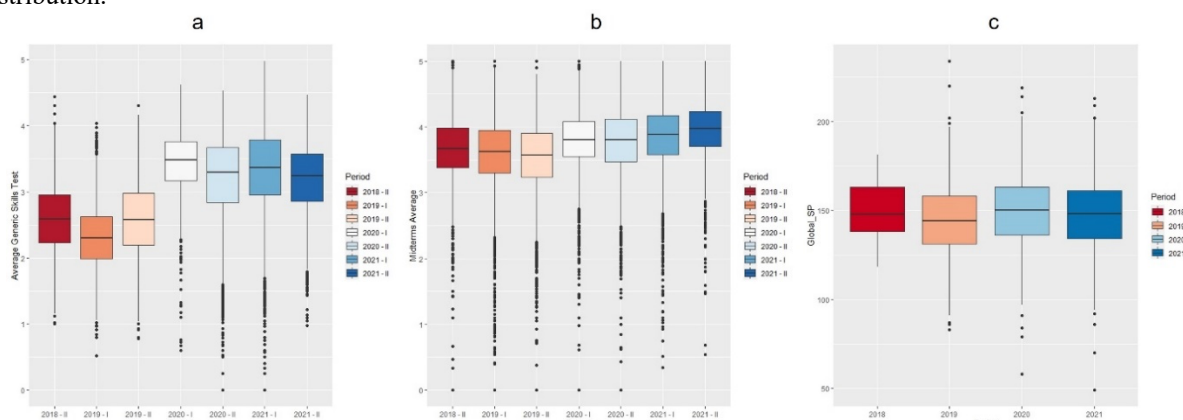 stribution.
a
b
c
Average Generic Skills Test
5
4
3
2
1
0
2018 - II
2019 - I
2019 - II
2020 - I
2020 - II
2021 - I
2021 - II
Period
2018 - II
2019 - I
2019 - II
2020 - I
2020 - II
2021 - I
2021 - II
Midterms Average
5
4
3
2
1
0
2018 - II
2019 - I
2019 - II
2020 - I
2020 - II
2021 - I
2021 - II
Period
2018 - II
2019 - I
2019 - II
2020 - I
2020 - II
2021 - I
2021 - II
Global_SP
200
150
100
50
2018
2019
2020
2021
Period
2018
2019
2020
2021